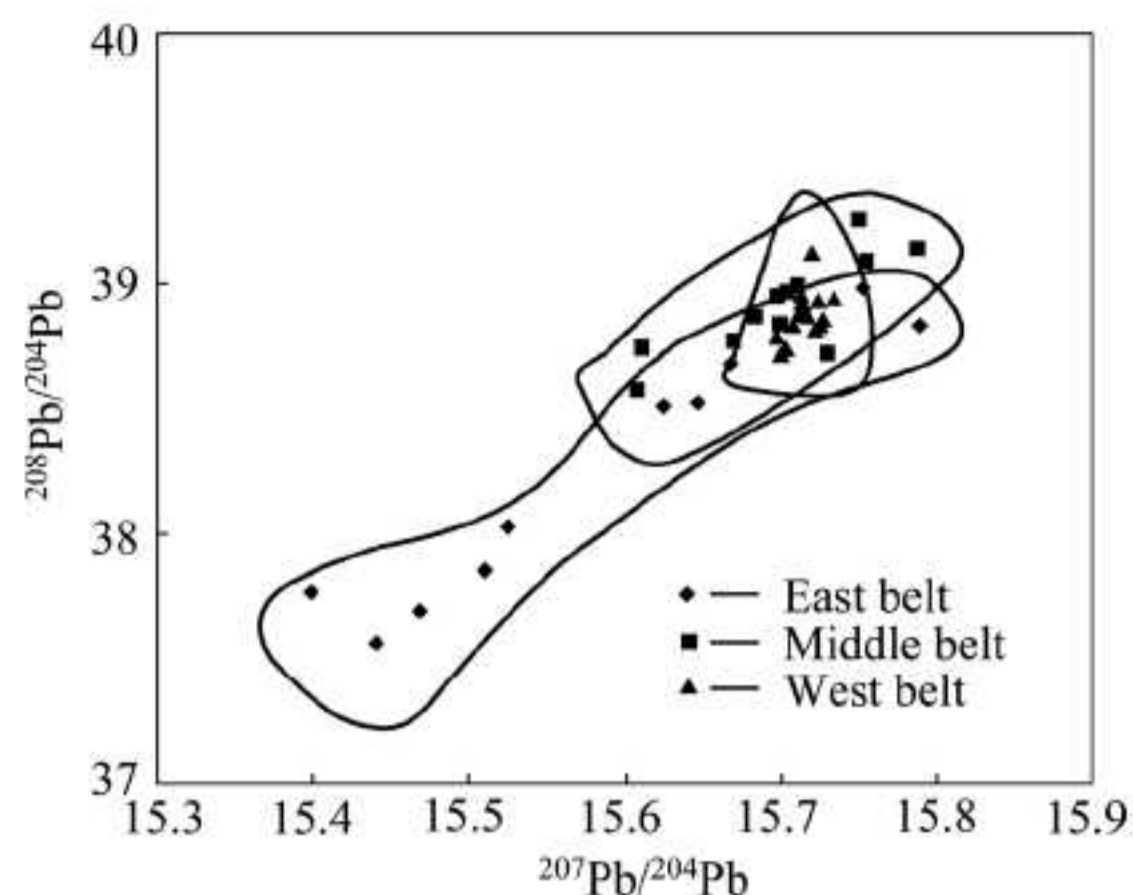 40
39
38
37
²⁰⁸Pb/²⁰⁴Pb
East belt
Middle belt
West belt
15.3 15.4 15.5 15.6 15.7 15.8 15.9
²⁰⁷Pb/²⁰⁴Pb